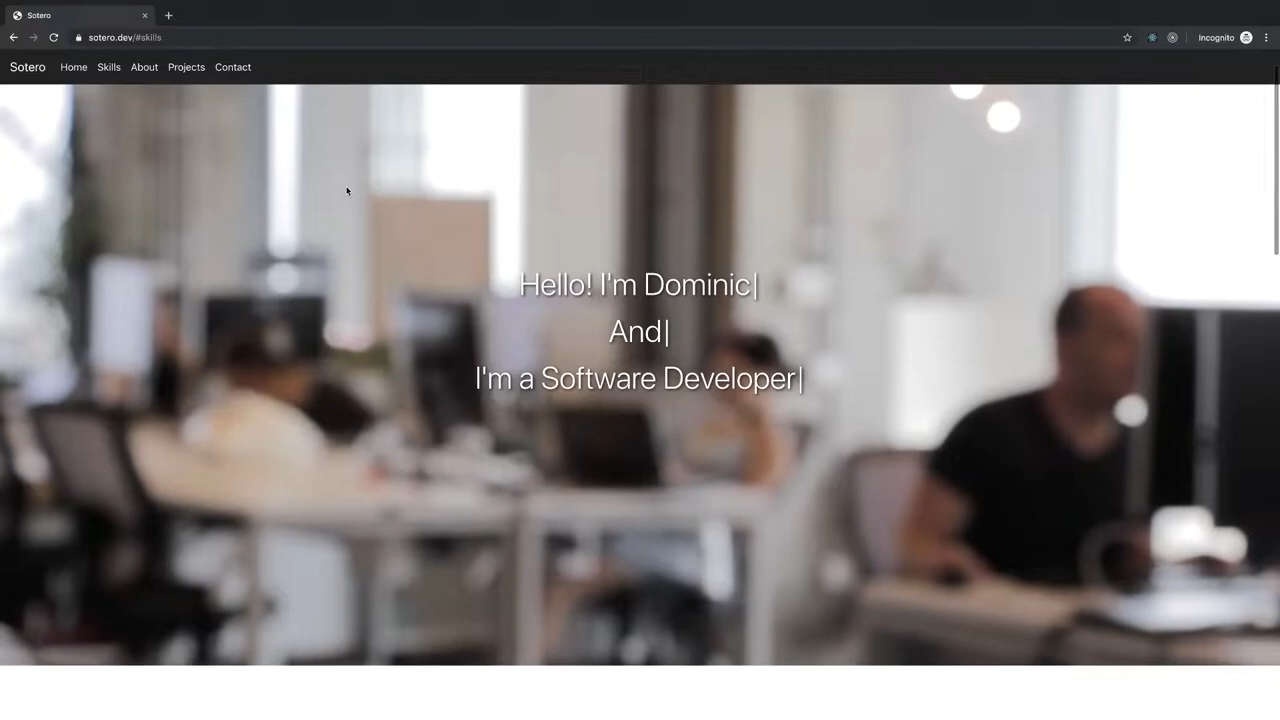 Sotero
sotero.dev/#skills
Incognito
Sotero Home Skills About Projects Contact
Hello! I'm Dominic|
And|
I'm a Software Developer|